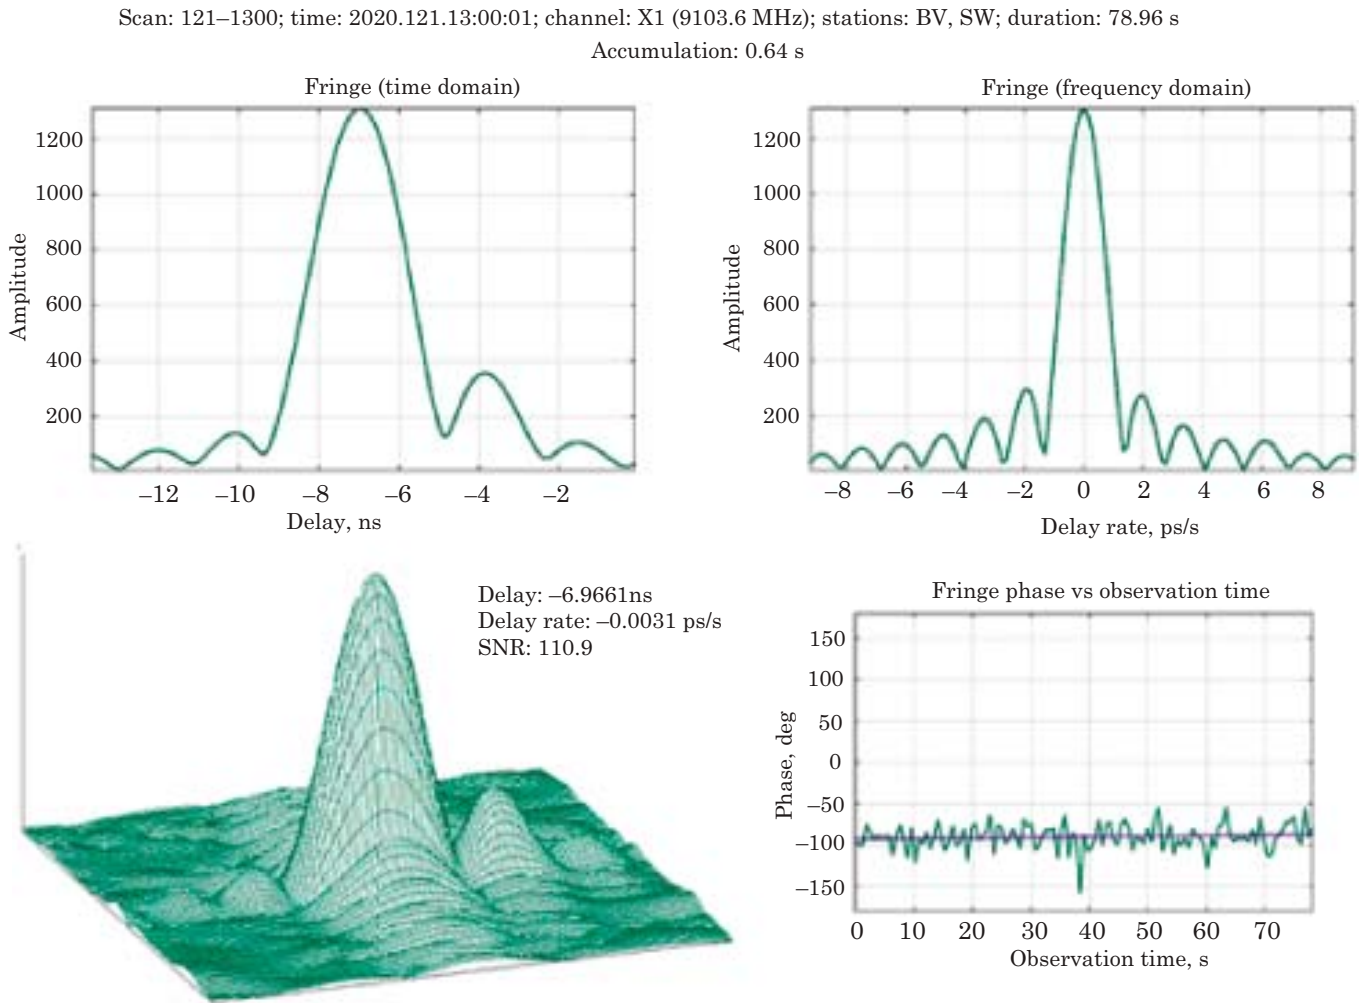 Scan: 121–1300; time: 2020.121.13:00:01; channel: X1 (9103.6 MHz); stations: BV, SW; duration: 78.96 s
Accumulation: 0.64 s
Fringe (time domain)
Amplitude
1200
1000
800
600
400
200
–12 –10 –8 –6 –4 –2
Delay, ns
Fringe (frequency domain)
Amplitude
1200
1000
800
600
400
200
–8 –6 –4 –2 0 2 4 6 8
Delay rate, ps/s
Delay: –6.9661ns
Delay rate: –0.0031 ps/s
SNR: 110.9
Fringe phase vs observation time
Phase, deg
150
100
50
0
–50
–100
–150
0 10 20 30 40 50 60 70
Observation time, s